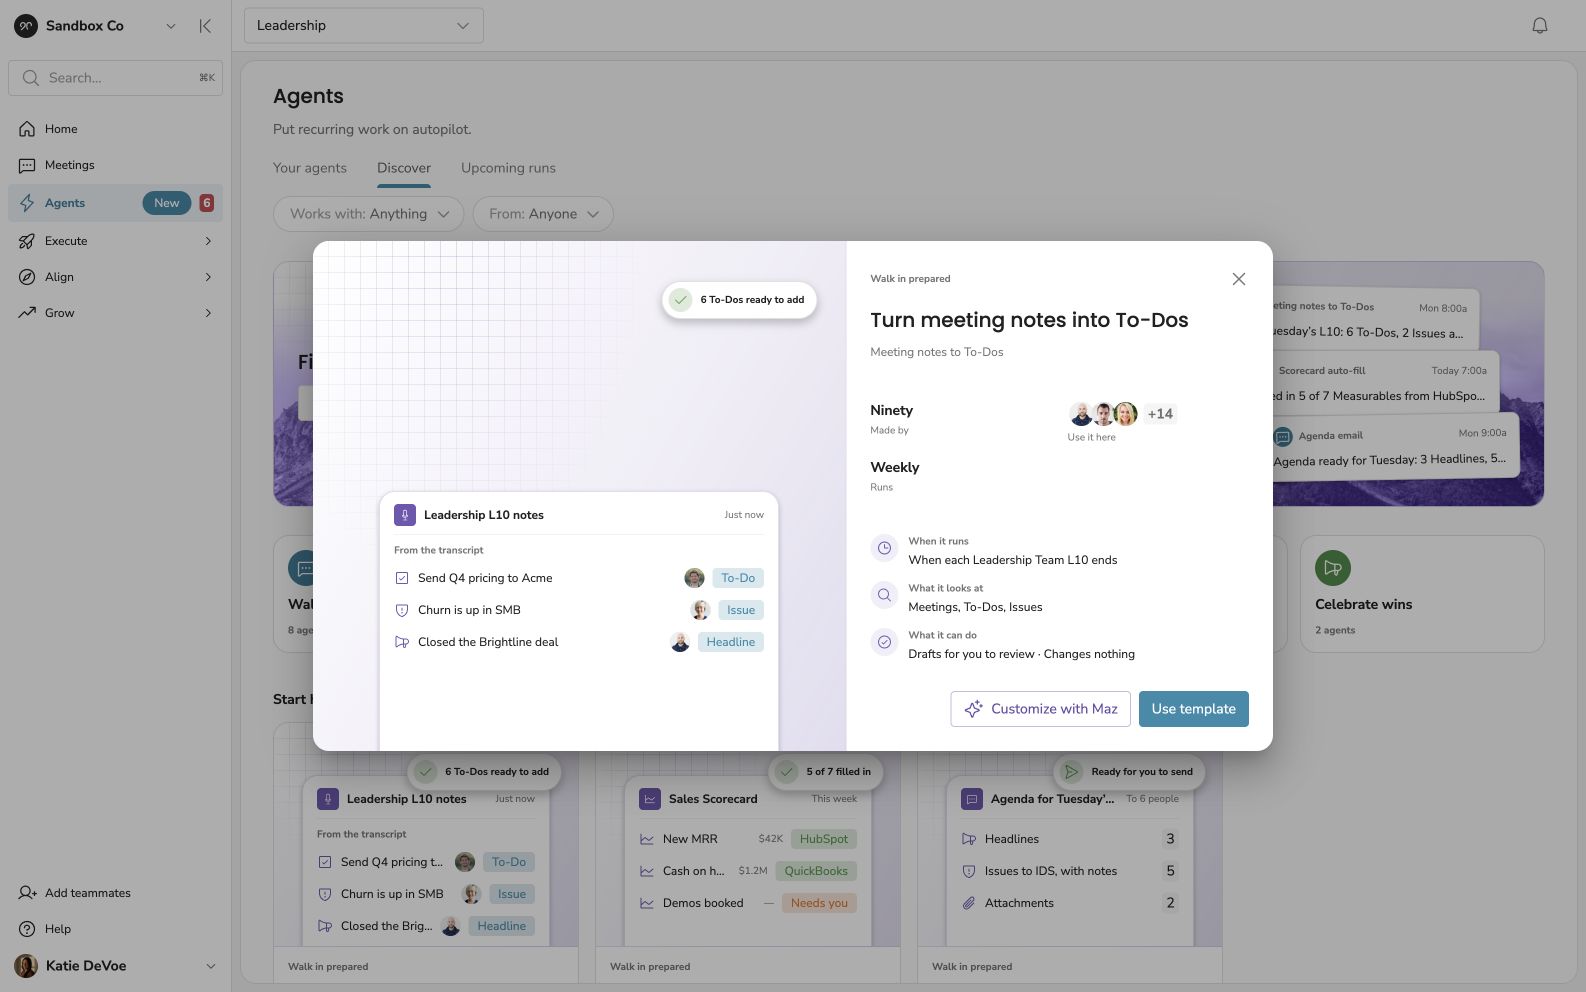 Sandbox Co
Leadership
Search...
⌘K
Home
Meetings
Agents
New
6
Execute
Align
Grow
Add teammates
Help
Katie DeVoe
Agents
Put recurring work on autopilot.
Your agents
Discover
Upcoming runs
Works with: Anything
From: Anyone
6 To-Dos ready to add
Leadership L10 notes
Just now
From the transcript
Send Q4 pricing to Acme
To-Do
Churn is up in SMB
Issue
Closed the Brightline deal
Headline
Walk in prepared
Turn meeting notes into To-Dos
Meeting notes to To-Dos
Ninety
Made by
+14
Use it here
Weekly
Runs
When it runs
When each Leadership Team L10 ends
What it looks at
Meetings, To-Dos, Issues
What it can do
Drafts for you to review · Changes nothing
Customize with Maz
Use template
notes to To-Dos
Mon 8:00a
L10: 6 To-Dos, 2 Issues a...
Scorecard auto-fill
Today 7:00a
in 5 of 7 Measurables from HubSpo...
Agenda email
Mon 9:00a
Agenda ready for Tuesday: 3 Headlines, 5...
Celebrate wins
2 agents
Start
6 To-Dos ready to add
Leadership L10 notes
Just now
From the transcript
Send Q4 pricing t...
To-Do
Churn is up in SMB
Issue
Closed the Brig...
Headline
Walk in prepared
5 of 7 filled in
Sales Scorecard
This week
New MRR
$42K
HubSpot
Cash on h...
$1.2M
QuickBooks
Demos booked
—
Needs you
Walk in prepared
Ready for you to send
Agenda for Tuesday'...
To 6 people
Headlines
3
Issues to IDS, with notes
5
Attachments
2
Walk in prepared